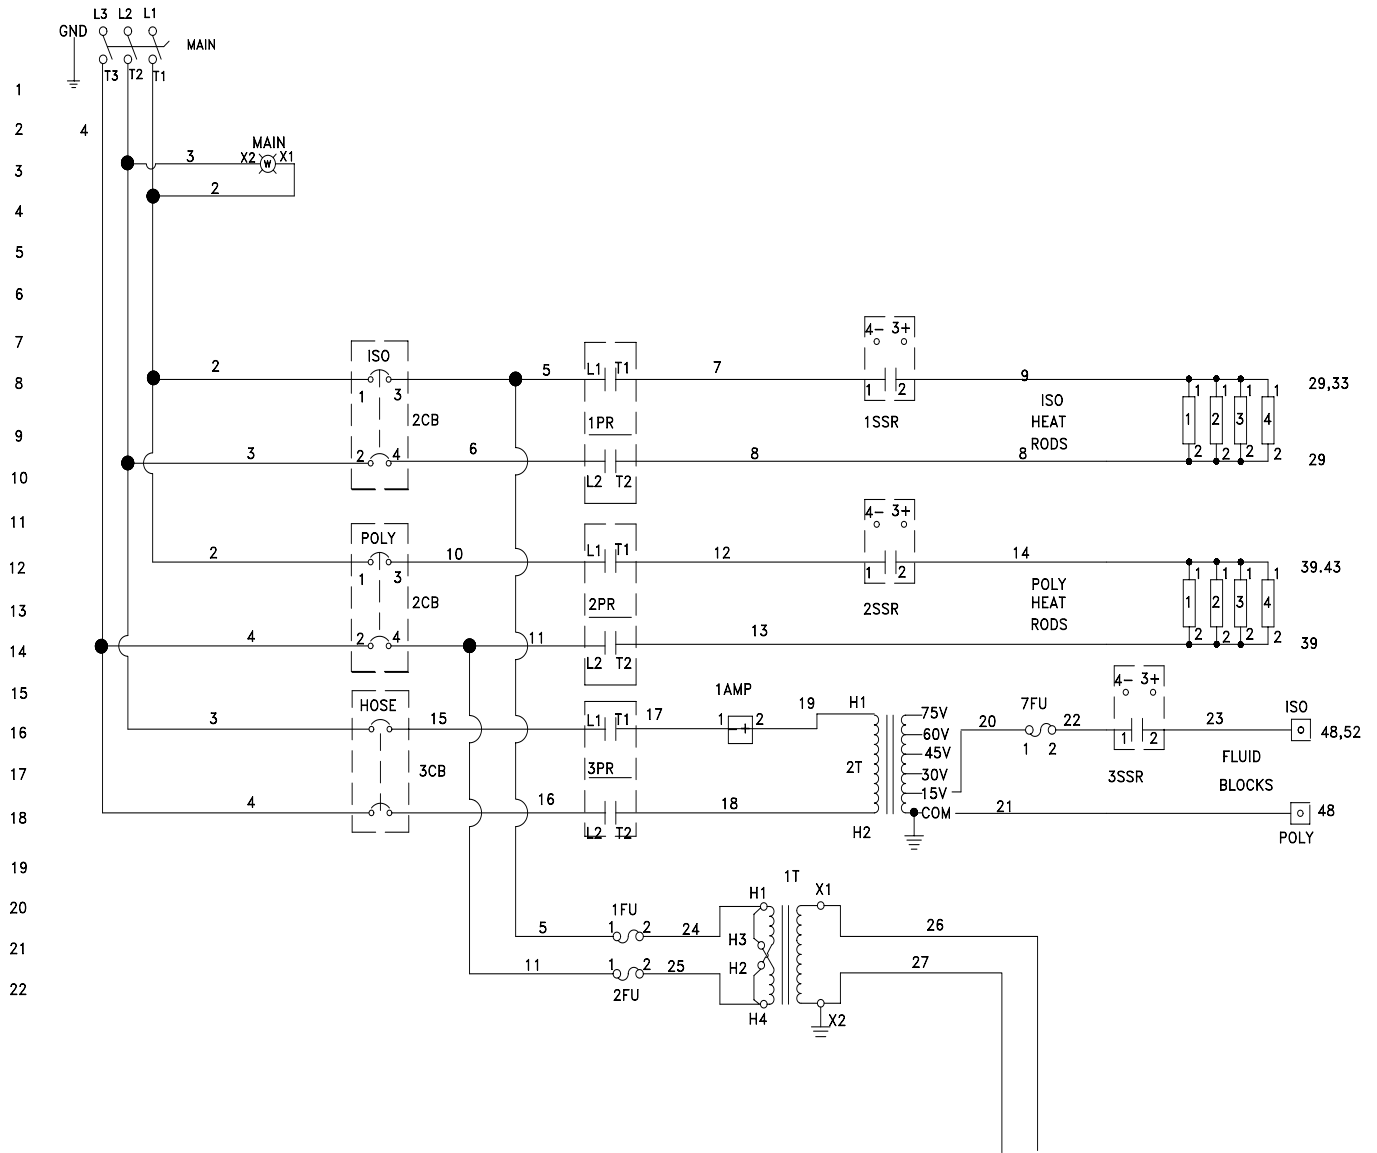 L3 L2 L1
GND
MAIN
T3 T2 T1
1
2
4
MAIN
3
3 X2 W X1
2
4
5
6
7
4- 3+
ISO
2 5 L1 T1 7 9
8
1 3 1 2 1 1 1 1
29,33
2CB 1PR 1SSR
ISO
HEAT
RODS
1 2 3 4
9
3 2 4 6 8 8 2 2 2 2
29
10
L2 T2
11
4- 3+
POLY
2 10 L1 T1 12 14
12
1 3 1 2 1 1 1 1
39.43
2CB 2PR 2SSR
POLY
HEAT
RODS
1 2 3 4
13
4 2 4 11 13 2 2 2 2
39
14
L2 T2
4- 3+
15
1AMP
HOSE
19 H1 75V 7FU ISO
3 15 L1 T1 17 1 -+ 2 20 22 23
16
60V 1 2 1 2
48,52
45V
3CB 3PR 2T 3SSR
FLUID
BLOCKS
17
30V
15V
4 16 18 21
18
L2 T2 H2 COM
48
POLY
19
1T
H1 X1
20
1FU
5 1 2 24 26
21
H3
11 1 2 25 H2 27
22
2FU
H4 X2